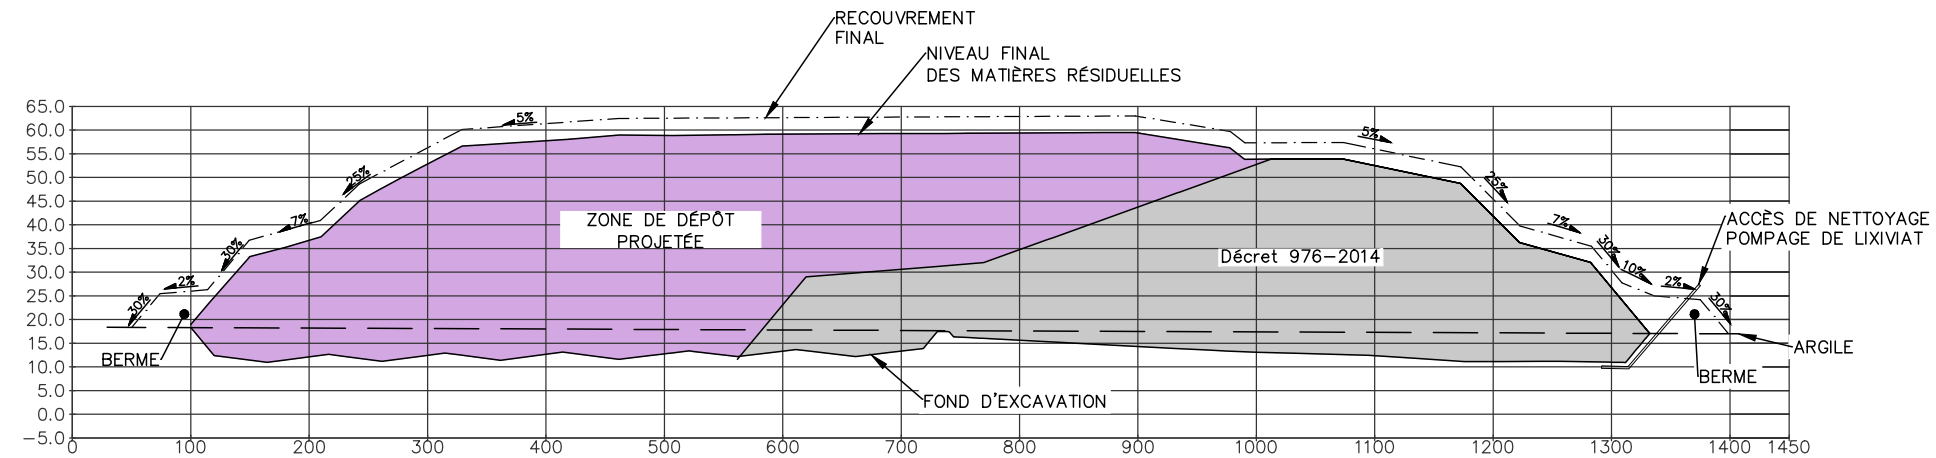 RECOUVREMENT
FINAL
NIVEAU FINAL
DES MATIÈRES RÉSIDUELLES
65.0
60.0
55.0
50.0
45.0
40.0
35.0
30.0
25.0
20.0
15.0
10.0
5.0
0.0
−5.0
30%
2%
30%
7%
25%
5%
5%
25%
7%
30%
10%
2%
30%
ZONE DE DÉPÔT
PROJETÉE
Décret 976−2014
ACCÈS DE NETTOYAGE
POMPAGE DE LIXIVIAT
ARGILE
BERME
BERME
FOND D'EXCAVATION
0 100 200 300 400 500 600 700 800 900 1000 1100 1200 1300 1400 1450